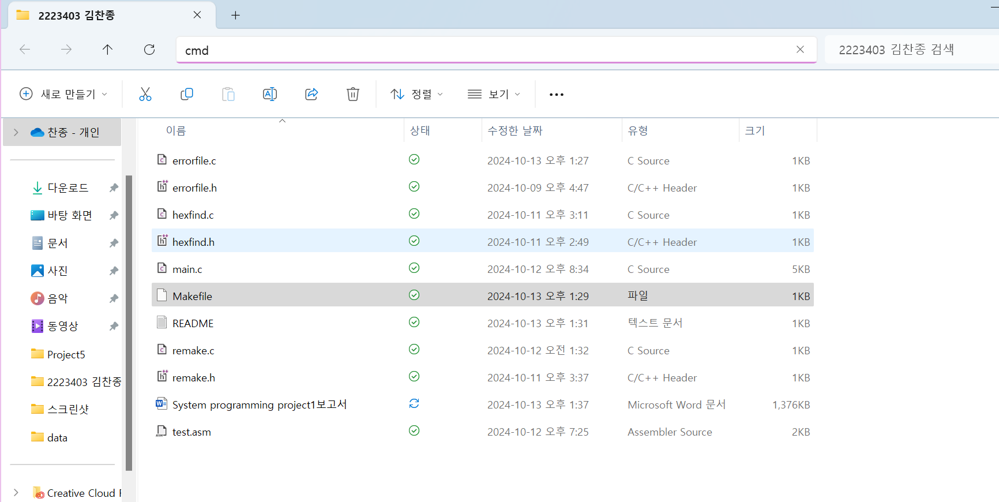 2223403 김찬종
cmd
2223403 김찬종 검색
새로 만들기
정렬
보기
찬종 - 개인
다운로드
바탕 화면
문서
사진
음악
동영상
Project5
2223403 김찬종
스크린샷
data
Creative Cloud F
이름 상태 수정한 날짜 유형 크기
errorfile.c 2024-10-13 오후 1:27 C Source 1KB
errorfile.h 2024-10-09 오후 4:47 C/C++ Header 1KB
hexfind.c 2024-10-11 오후 3:11 C Source 1KB
hexfind.h 2024-10-11 오후 2:49 C/C++ Header 1KB
main.c 2024-10-12 오후 8:34 C Source 5KB
Makefile 2024-10-13 오후 1:29 파일 1KB
README 2024-10-13 오후 1:31 텍스트 문서 1KB
remake.c 2024-10-12 오전 1:32 C Source 1KB
remake.h 2024-10-11 오후 3:37 C/C++ Header 1KB
System programming project1보고서 2024-10-13 오후 1:37 Microsoft Word 문서 1,376KB
test.asm 2024-10-12 오후 7:25 Assembler Source 2KB